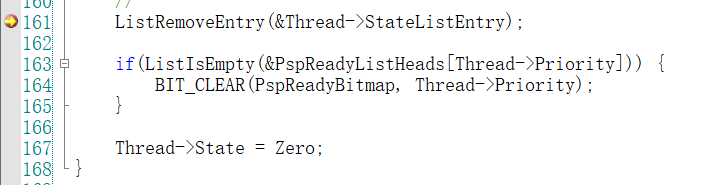 160 //
161 ListRemoveEntry(&Thread->StateListEntry);
162
163 if(ListIsEmpty(&PspReadyListHeads[Thread->Priority])) {
164 BIT_CLEAR(PspReadyBitmap, Thread->Priority);
165 }
166
167 Thread->State = Zero;
168 }